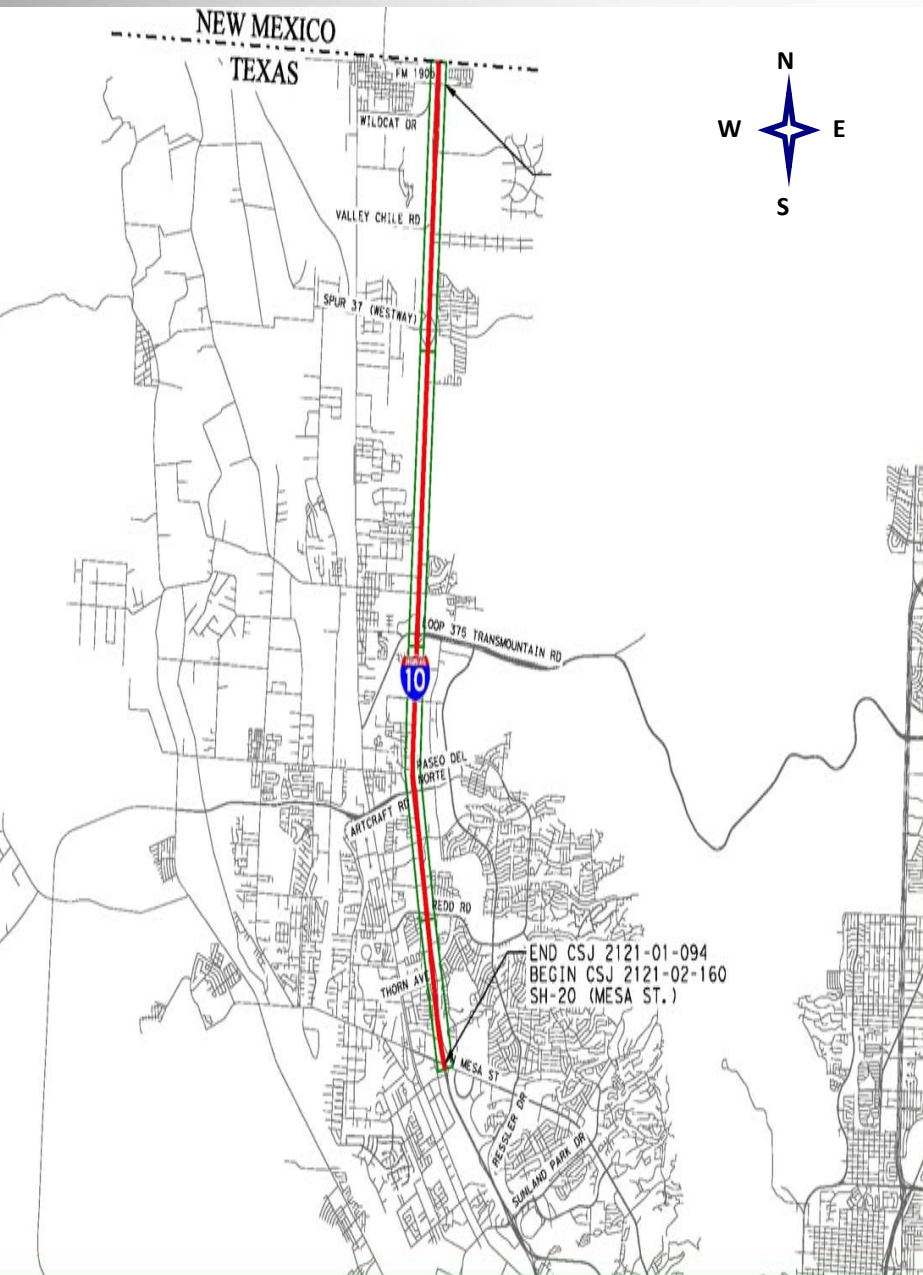 NEW MEXICO
TEXAS
N
W
E
S
FM 1905
WILDCAT DR
VALLEY CHILE RD
SPUR 37 (WESTWAY)
LOOP 375 TRANSMOUNTAIN RD
10
PASEO DEL
NORTE
ARTCRAFT RD
REDD RD
END CSJ 2121-01-094
BEGIN CSJ 2121-02-160
SH-20 (MESA ST.)
THORN AVE
MESA ST
RESSLER DR
SUNLAND PARK DR